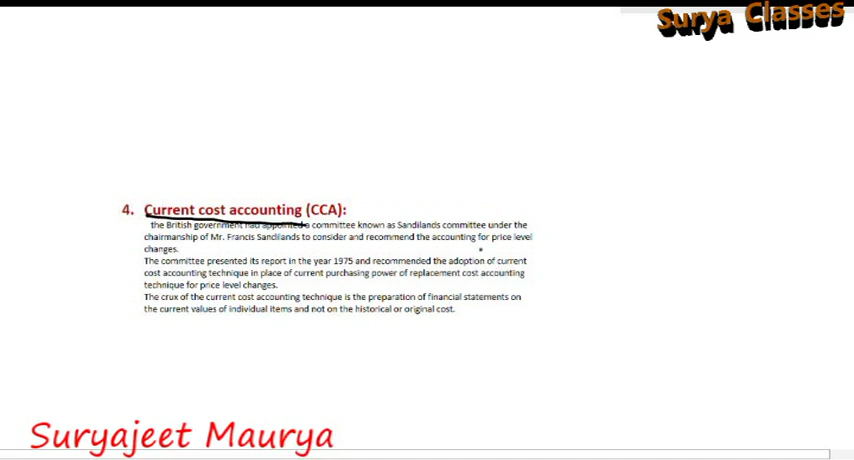 Surya Classes
4. Current cost accounting (CCA):
the British government had appointed a committee known as Sandilands committee under the
chairmanship of Mr. Francis Sandilands to consider and recommend the accounting for price level
changes.
The committee presented its report in the year 1975 and recommended the adoption of current
cost accounting technique in place of current purchasing power of replacement cost accounting
technique for price level changes.
The crux of the current cost accounting technique is the preparation of financial statements on
the current values of individual items and not on the historical or original cost.
Suryajeet Maurya